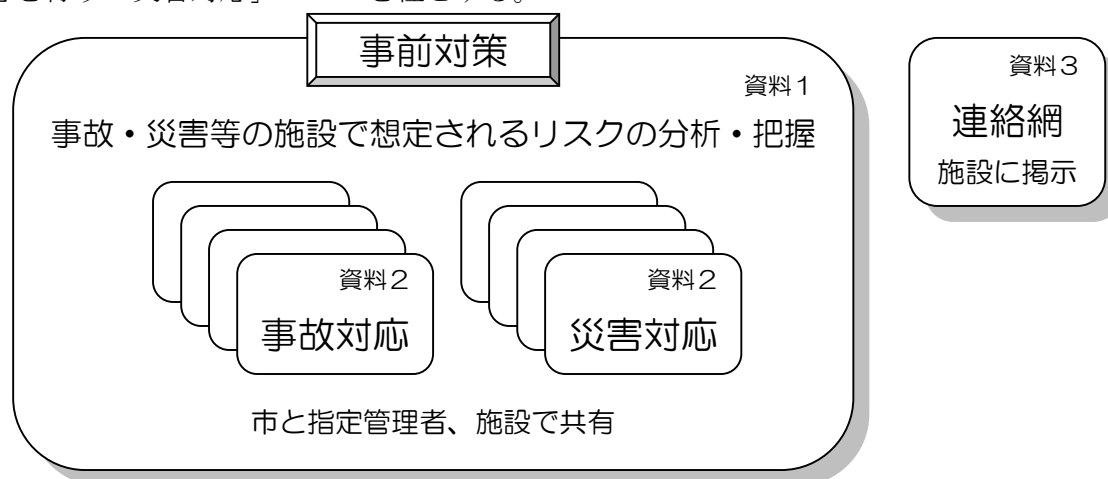 事前対策
資料1
事故・災害等の施設で想定されるリスクの分析・把握
資料2
事故対応
資料2
災害対応
市と指定管理者、施設で共有
資料3
連絡網
施設に掲示